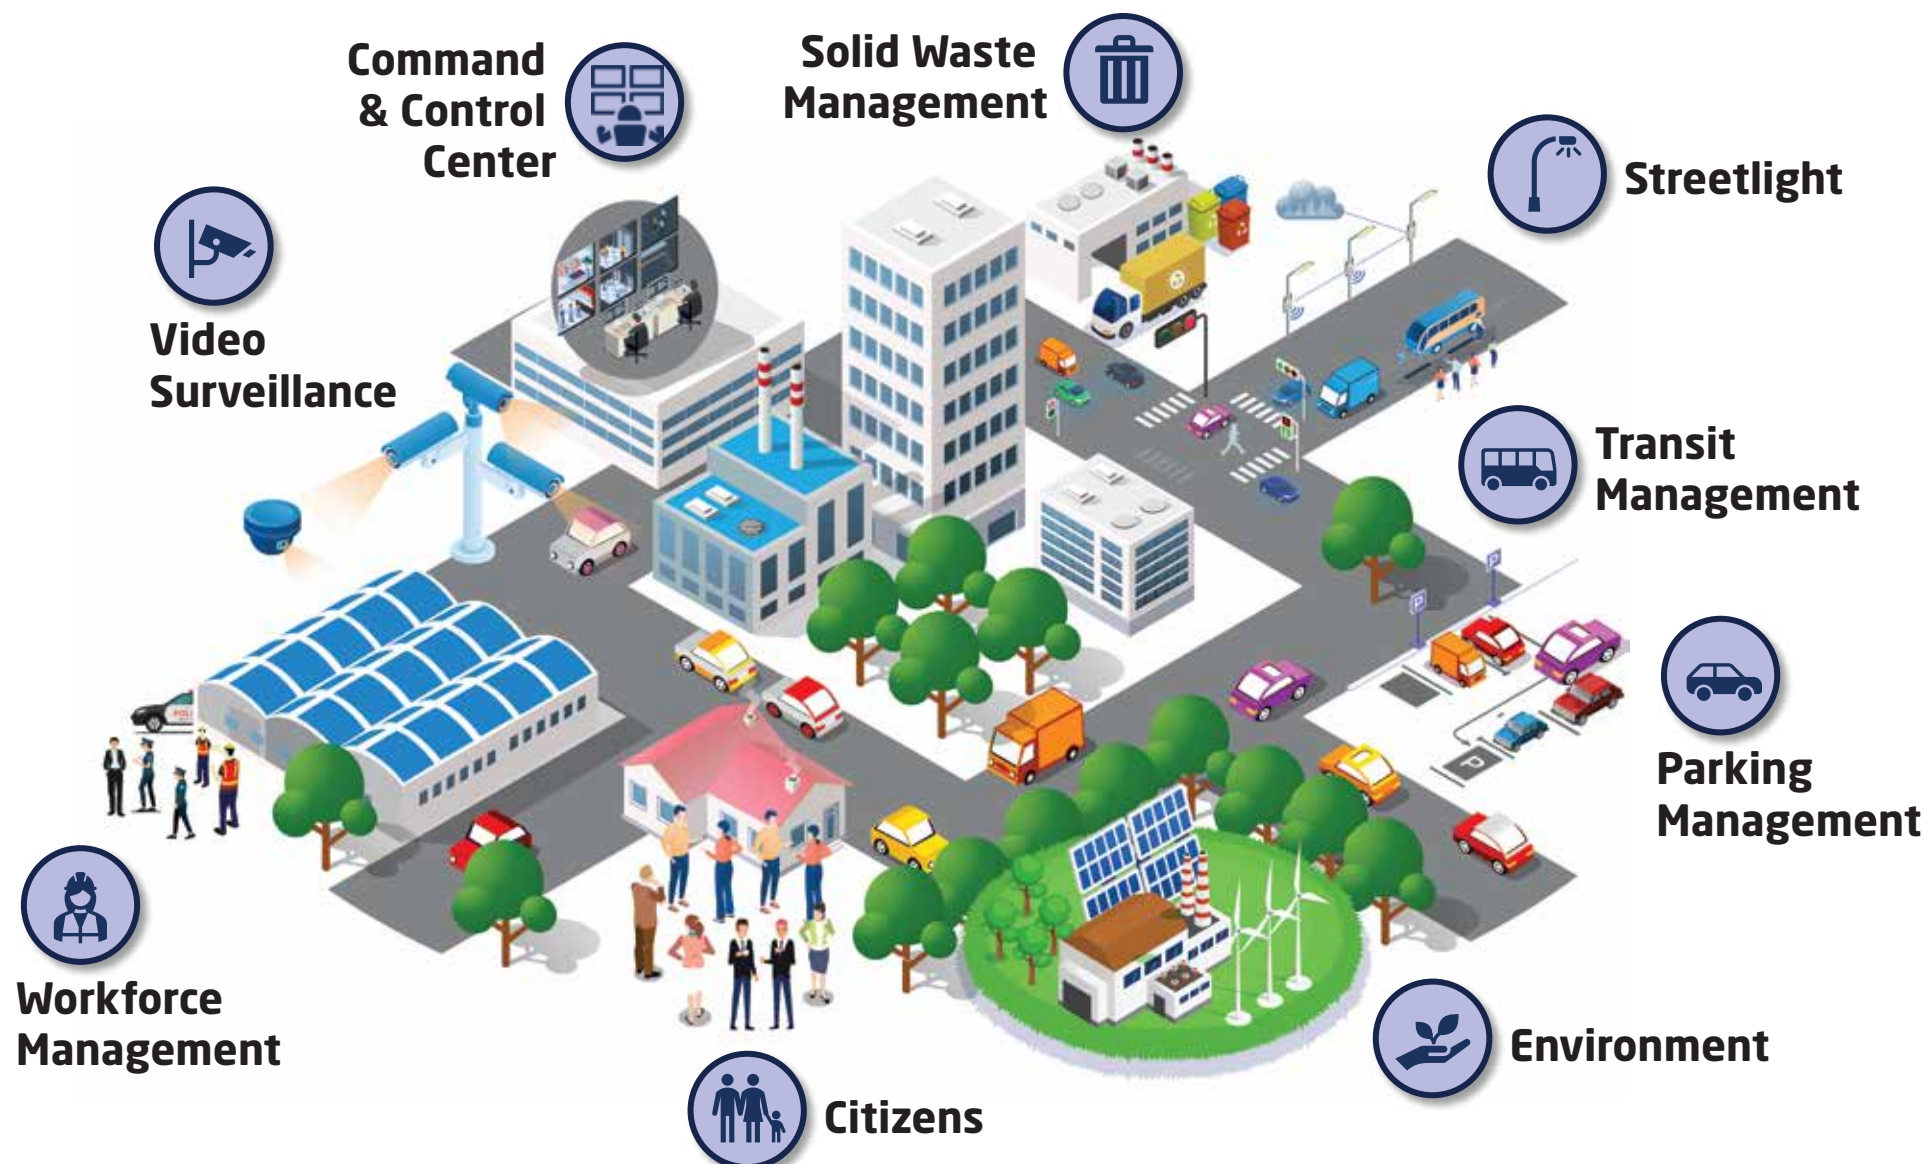 Command
& Control
Center
Solid Waste
Management
Streetlight
Video
Surveillance
Transit
Management
P
P
Parking
Management
P
Workforce
Management
Environment
Citizens